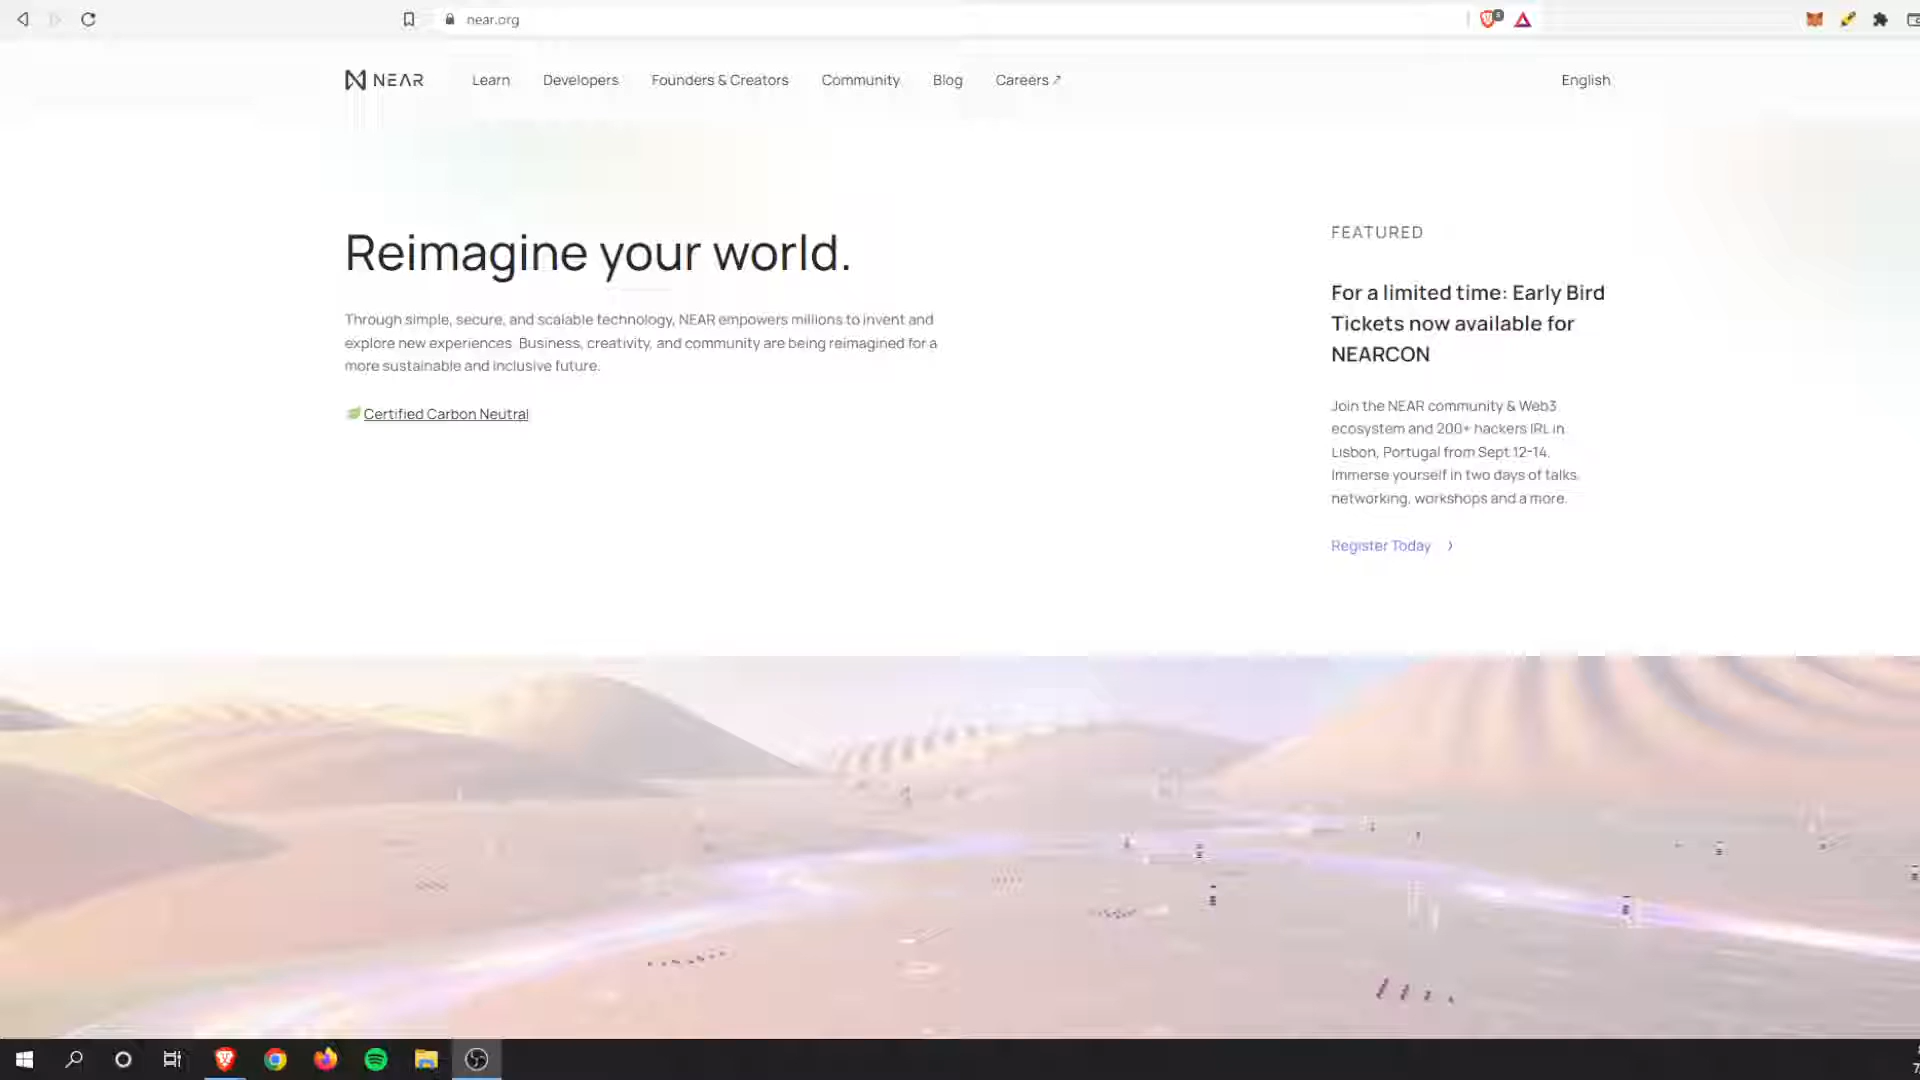 near.org
8
NEAR
Learn
Developers
Founders & Creators
Community
Blog
Careers ↗
English
Reimagine your world.
Through simple, secure, and scalable technology, NEAR empowers millions to invent and
explore new experiences. Business, creativity, and community are being reimagined for a
more sustainable and inclusive future.
Certified Carbon Neutral
FEATURED
For a limited time: Early Bird
Tickets now available for
NEARCON
Join the NEAR community & Web3
ecosystem and 200+ hackers IRL in
Lisbon, Portugal from Sept 12-14.
Immerse yourself in two days of talks,
networking, workshops and a more.
Register Today